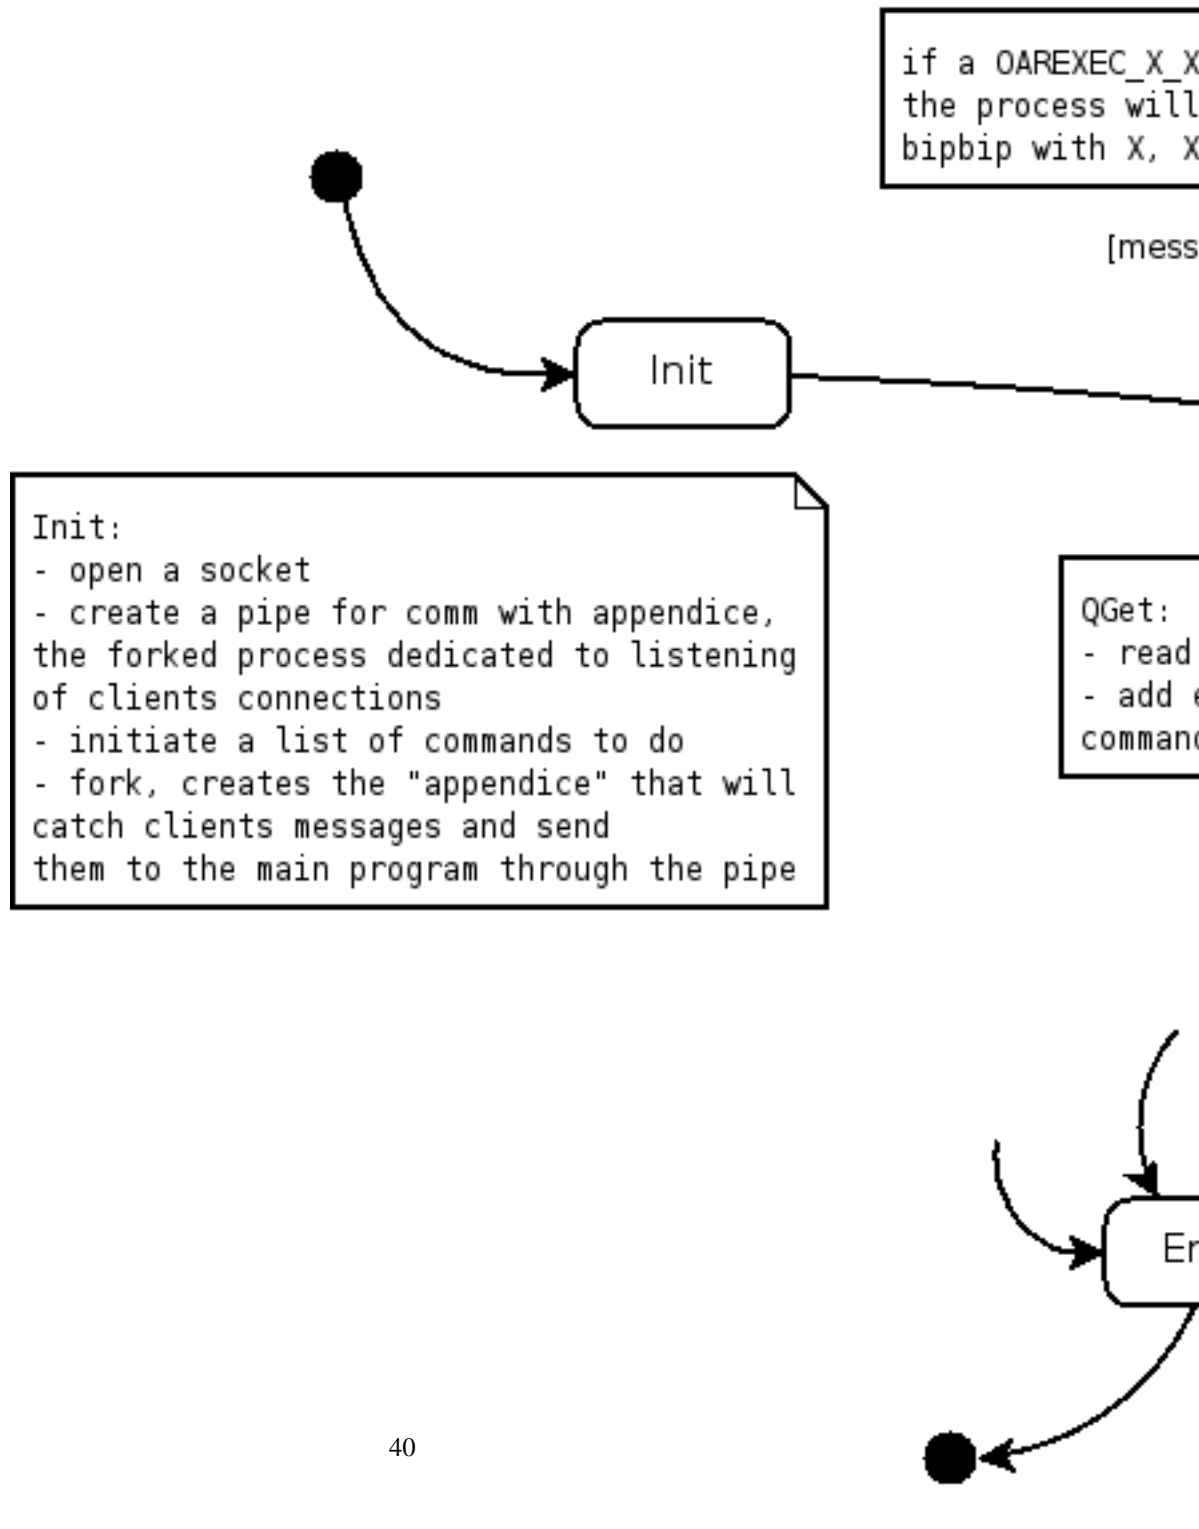 if a OAREXEC_X_X
the process will
bipbip with X, X
[mess
Init
Init:
- open a socket
- create a pipe for comm with appendice,
the forked process dedicated to listening
of clients connections
- initiate a list of commands to do
- fork, creates the "appendice" that will
catch clients messages and send
them to the main program through the pipe
QGet:
- read
- add
command
Er
40